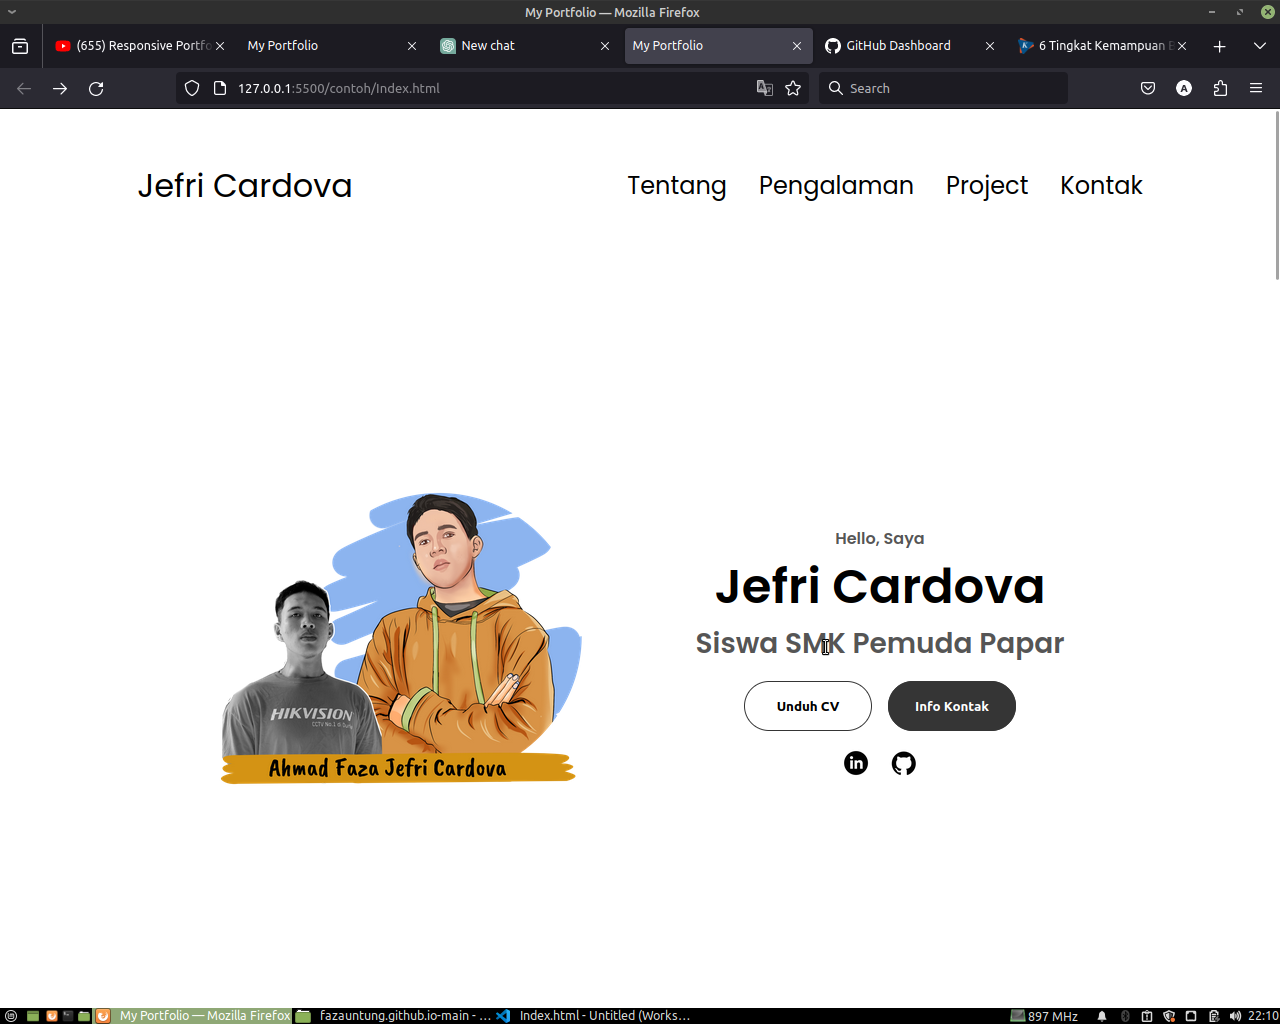 My Portfolio — Mozilla Firefox
(655) Responsive Portfo
My Portfolio
New chat
My Portfolio
GitHub Dashboard
6 Tingkat Kemampuan
127.0.0.1:5500/contoh/Index.html
Search
Jefri Cardova
Tentang
Pengalaman
Project
Kontak
Hello, Saya
Jefri Cardova
Siswa SMK Pemuda Papar
Unduh CV
Info Kontak
in
HIKVISION
Ahmad Faza Jefri Cardova
My Portfolio — Mozilla Firefox
fazauntung.github.io-main - ...
Index.html - Untitled (Works...
897 MHz
22:10